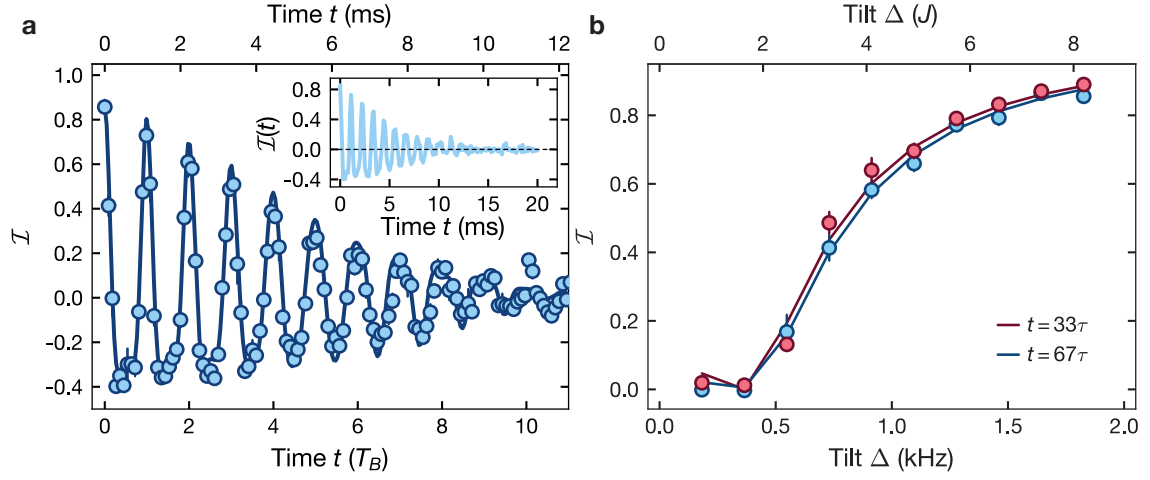 a
Time t (ms)
0 2 4 6 8 10 12
1.0
0.8
0.6
0.4
0.2
0.0
-0.2
-0.4
ℐ
0 2 4 6 8 10
Time t (T_B)
0.8
0.0
-0.4
ℐ(t)
0 5 10 15 20
Time t (ms)
b
Tilt Δ (J)
0 2 4 6 8
0.8
0.6
0.4
0.2
0.0
ℐ
t = 33τ
t = 67τ
0.0 0.5 1.0 1.5 2.0
Tilt Δ (kHz)